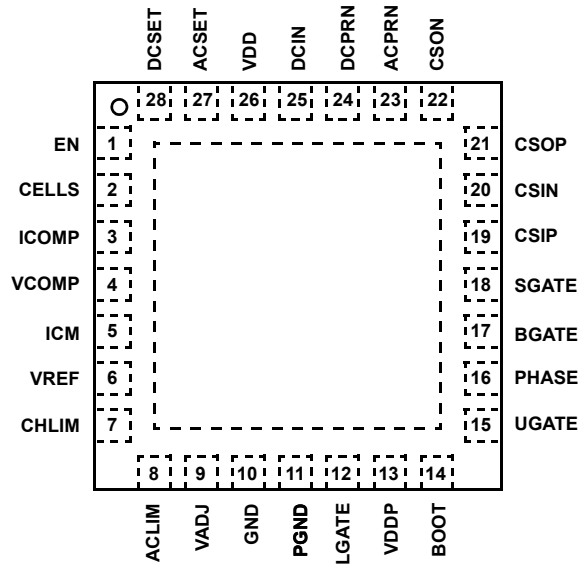 DCSET ACSET VDD DCIN DCPRN ACPRN CSON
28 27 26 25 24 23 22
EN 1 21 CSOP
CELLS 2 20 CSIN
ICOMP 3 19 CSIP
VCOMP 4 18 SGATE
ICM 5 17 BGATE
VREF 6 16 PHASE
CHLIM 7 15 UGATE
8 9 10 11 12 13 14
ACLIM VADJ GND PGND LGATE VDDP BOOT